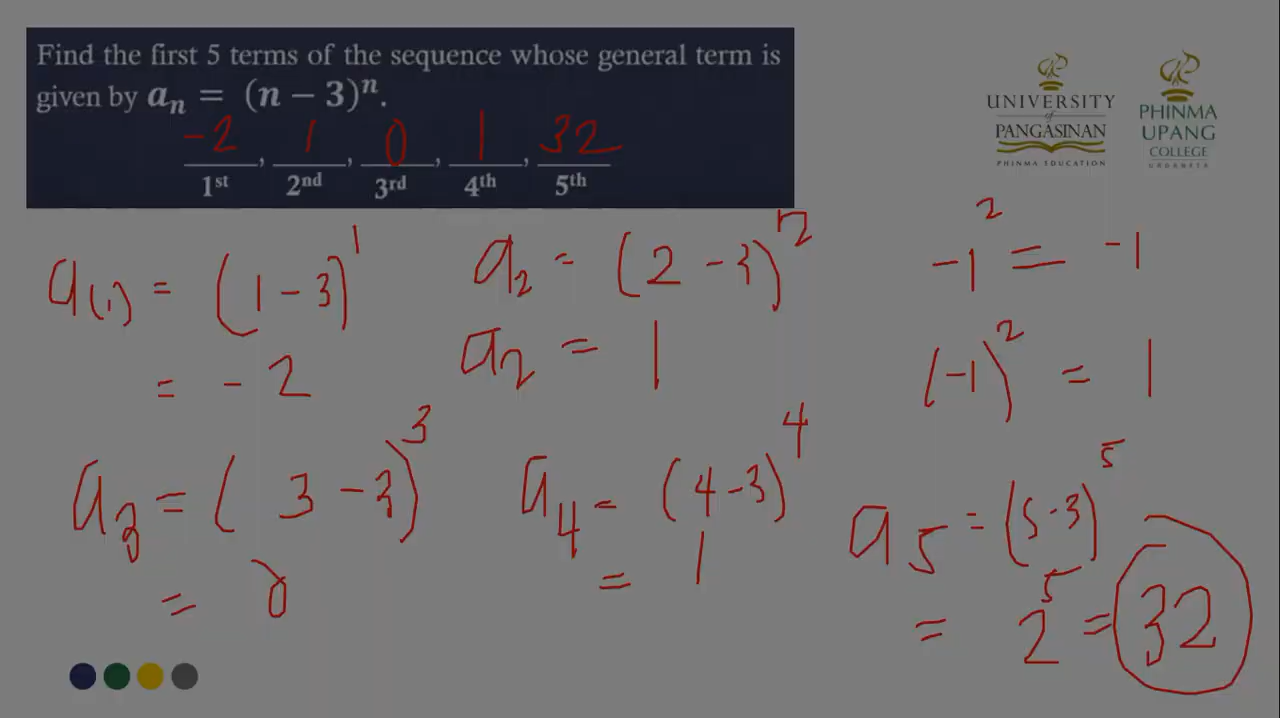 Find the first 5 terms of the sequence whose general term is
given by aₙ = (n − 3)ⁿ.
-2, 1, 0, 1, 32
1st 2nd 3rd 4th 5th
UNIVERSITY
OF
PANGASINAN
PHINMA EDUCATION
PHINMA
UPANG
COLLEGE
URDANETA
a(1) = (1 - 3)¹
= - 2
a₂ = (2 - 3)²
a₂ = 1
-1² = -1
(-1)² = 1
a₃ = (3 - 3)³
= 0
a₄ = (4-3)⁴
= 1
a₅ = (5-3)⁵
= 2⁵ = 32